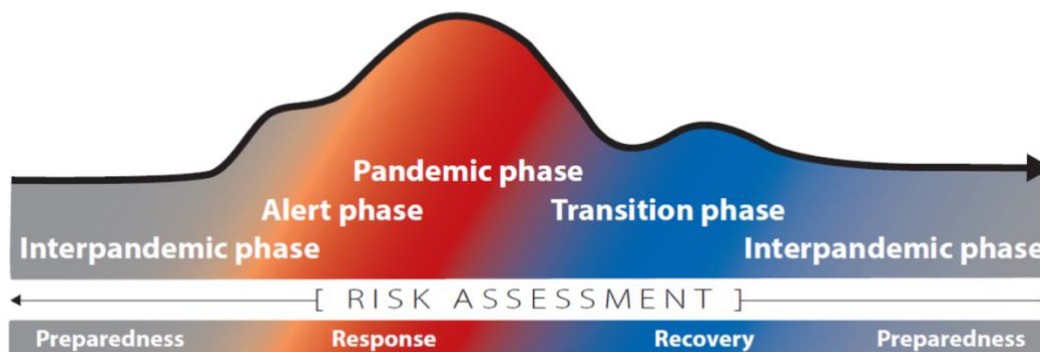 Pandemic phase
Alert phase
Transition phase
Interpandemic phase
Interpandemic phase
[ RISK ASSESSMENT ]
Preparedness
Response
Recovery
Preparedness